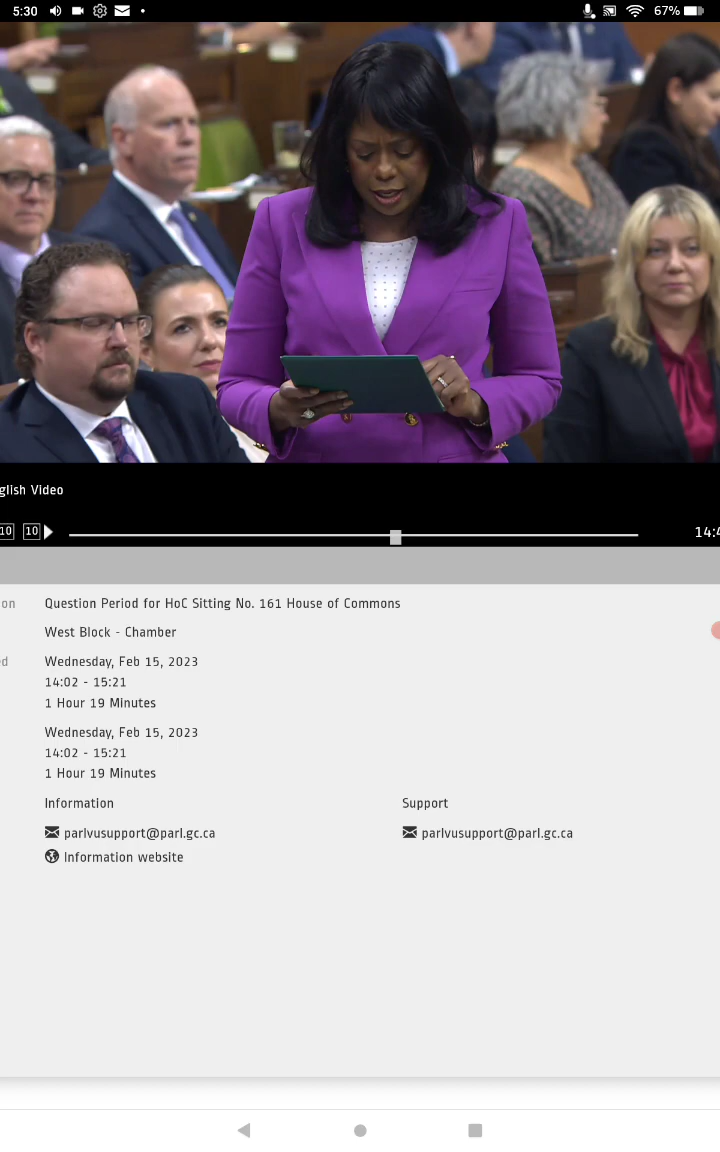 5:30
67%
glish Video
10 10
14:4
on
Question Period for HoC Sitting No. 161 House of Commons
West Block - Chamber
d
Wednesday, Feb 15, 2023
14:02 - 15:21
1 Hour 19 Minutes
Wednesday, Feb 15, 2023
14:02 - 15:21
1 Hour 19 Minutes
Information
Support
parlvusupport@parl.gc.ca
parlvusupport@parl.gc.ca
Information website